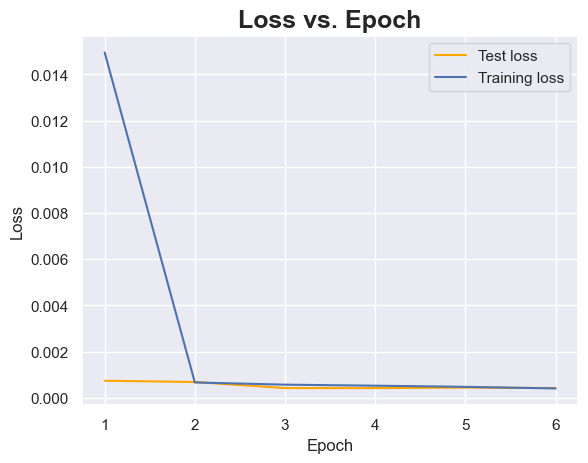 Loss vs. Epoch
Test loss
Training loss
0.014
0.012
0.010
0.008
0.006
0.004
0.002
0.000
Loss
1 2 3 4 5 6
Epoch